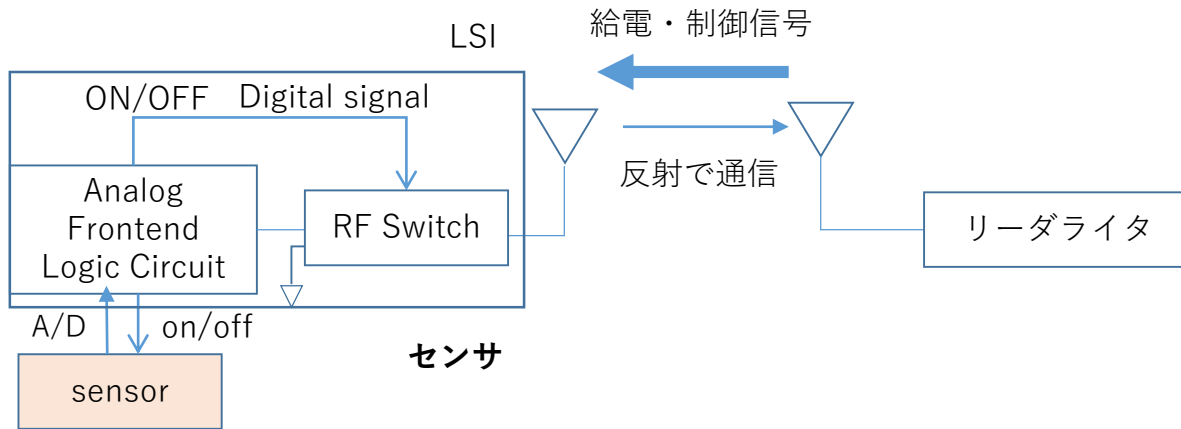 給電・制御信号
LSI
ON/OFF Digital signal
反射で通信
Analog
Frontend
Logic Circuit
RF Switch
リーダライタ
A/D
on/off
センサ
sensor